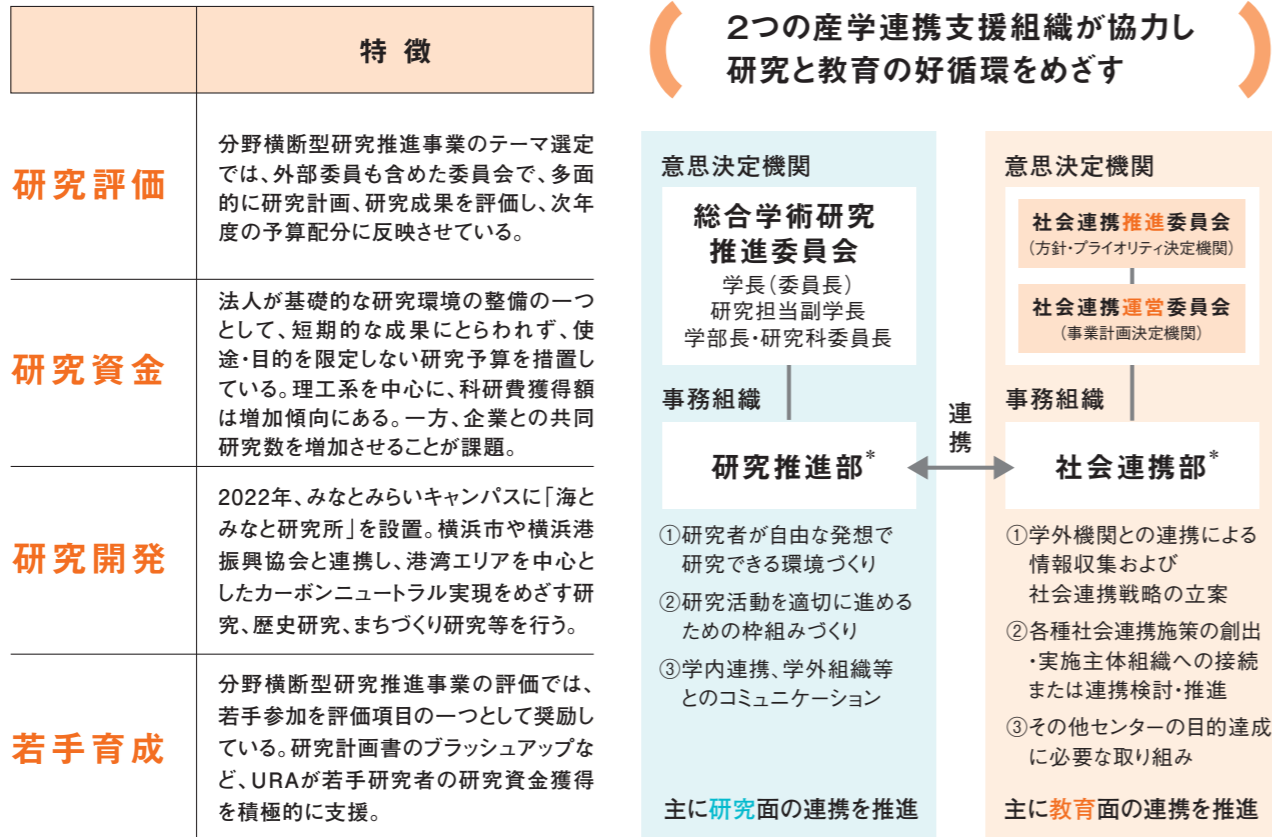 特徴
研究評価
分野横断型研究推進事業のテーマ選定
では、外部委員も含めた委員会で、多面
的に研究計画、研究成果を評価し、次年
度の予算配分に反映させている。
研究資金
法人が基礎的な研究環境の整備の一つ
として、短期的な成果にとらわれず、使
途・目的を限定しない研究予算を措置し
ている。理工系を中心に、科研費獲得額
は増加傾向にある。一方、企業との共同
研究数を増加させることが課題。
研究開発
2022年、みなとみらいキャンパスに「海と
みなと研究所」を設置。横浜市や横浜港
振興協会と連携し、港湾エリアを中心と
したカーボンニュートラル実現をめざす研
究、歴史研究、まちづくり研究等を行う。
若手育成
分野横断型研究推進事業の評価では、
若手参加を評価項目の一つとして奨励し
ている。研究計画書のブラッシュアップな
ど、URAが若手研究者の研究資金獲得
を積極的に支援。
2つの産学連携支援組織が協力し
研究と教育の好循環をめざす
意思決定機関
総合学術研究
推進委員会
学長(委員長)
研究担当副学長
学部長・研究科委員長
事務組織
研究推進部*
①研究者が自由な発想で
研究できる環境づくり
②研究活動を適切に進める
ための枠組みづくり
③学内連携、学外組織等
とのコミュニケーション
主に研究面の連携を推進
連携
意思決定機関
社会連携推進委員会
(方針・プライオリティ決定機関)
社会連携運営委員会
(事業計画決定機関)
事務組織
社会連携部*
①学外機関との連携による
情報収集および
社会連携戦略の立案
②各種社会連携施策の創出
・実施主体組織への接続
または連携検討・推進
③その他センターの目的達成
に必要な取り組み
主に教育面の連携を推進